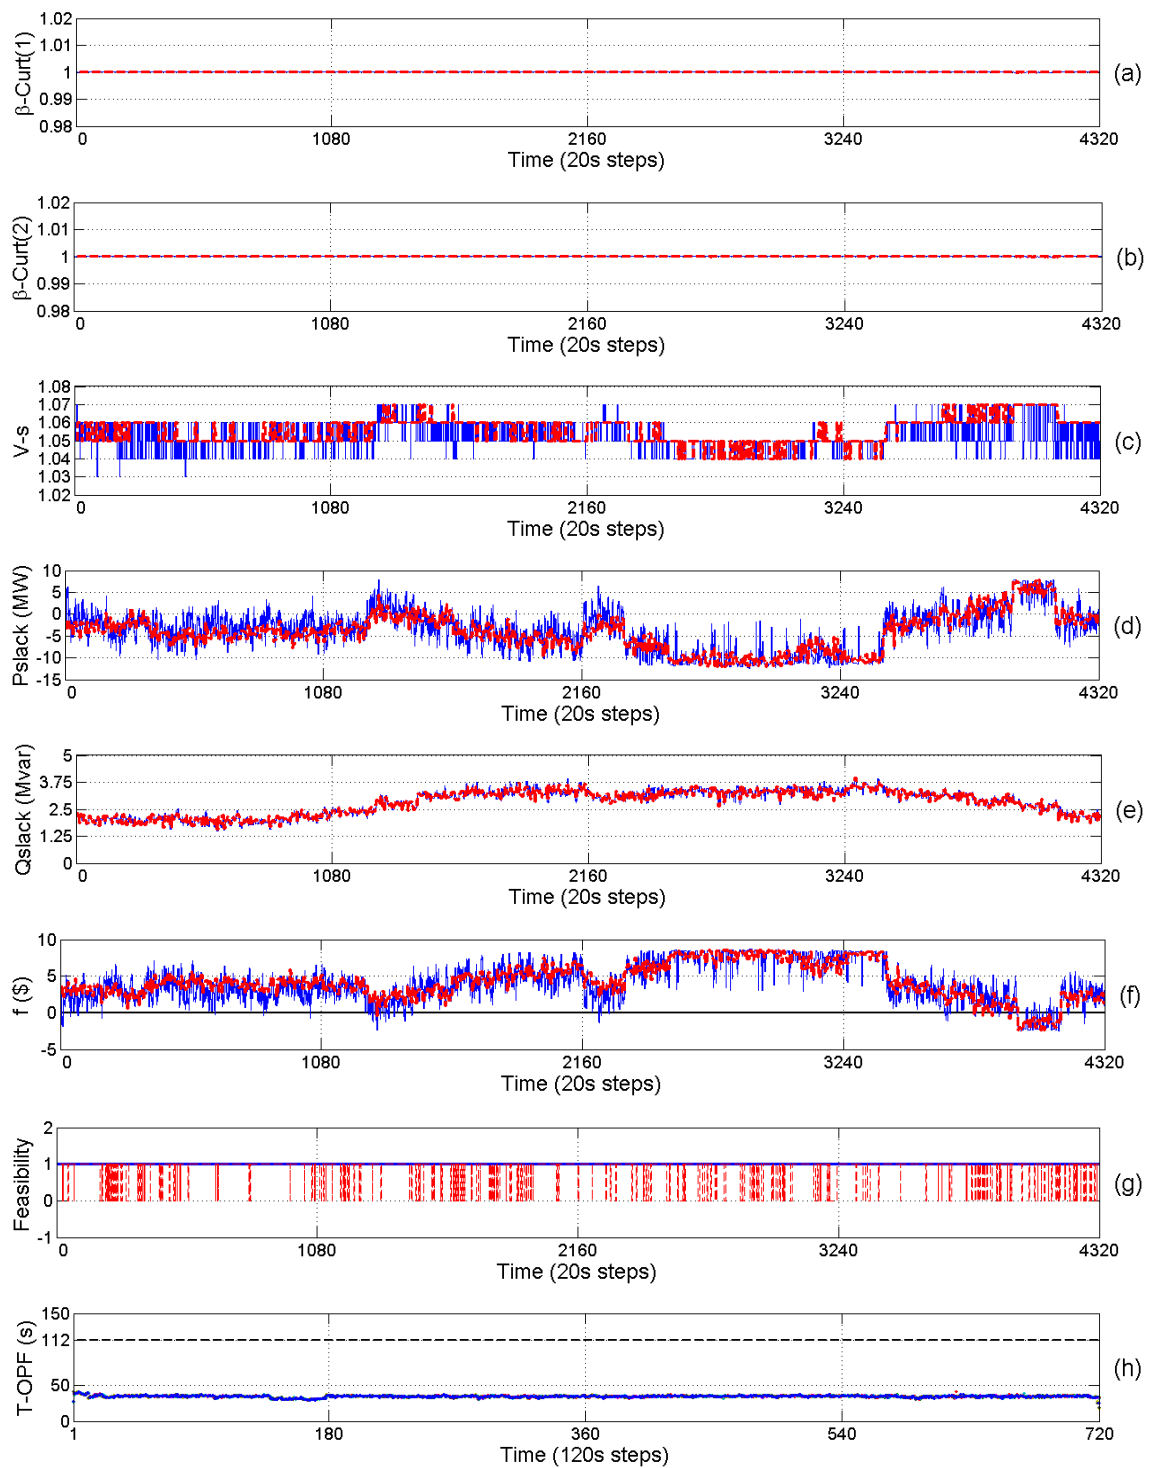 1.02
1.01
1
0.99
0.98
β-Curt(1)
0 1080 2160 3240 4320
Time (20s steps)
(a)
1.02
1.01
1
0.99
0.98
β-Curt(2)
0 1080 2160 3240 4320
Time (20s steps)
(b)
1.08
1.07
1.06
1.05
1.04
1.03
1.02
V-s
0 1080 2160 3240 4320
Time (20s steps)
(c)
10
5
0
-5
-10
-15
Pslack (MW)
0 1080 2160 3240 4320
Time (20s steps)
(d)
5
3.75
2.5
1.25
0
Qslack (Mvar)
0 1080 2160 3240 4320
Time (20s steps)
(e)
10
5
0
-5
f ($)
0 1080 2160 3240 4320
Time (20s steps)
(f)
2
1
0
-1
Feasibility
0 1080 2160 3240 4320
Time (20s steps)
(g)
150
112
50
0
T-OPF (s)
1 180 360 540 720
Time (120s steps)
(h)